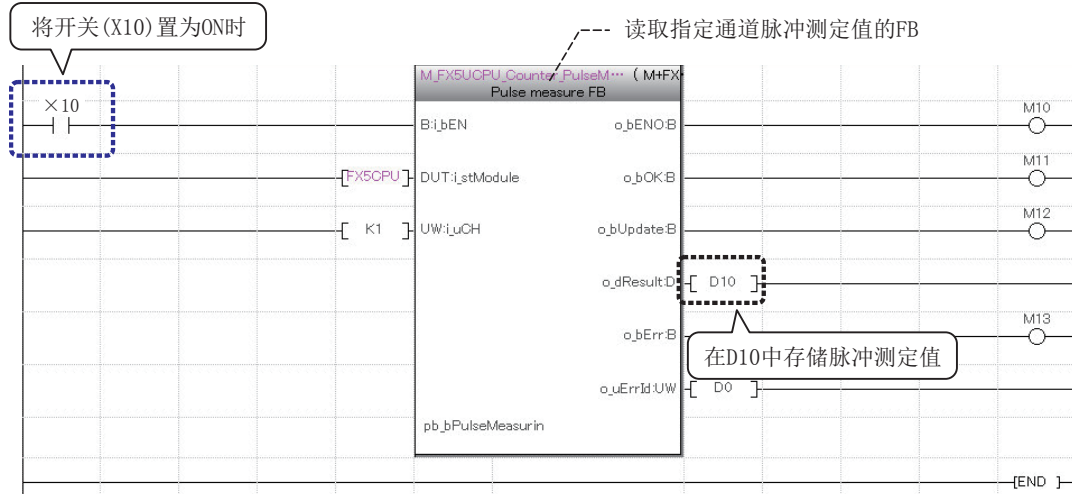 将开关(X10)置为ON时
读取指定通道脉冲测定值的FB
M_FX5UCPU_Counter_PulseM… ( M+FX
Pulse measure FB
×10
B:i_bEN
o_bENO:B
M10
FX5CPU
DUT:i_stModule
o_bOK:B
M11
K1
UW:i_uCH
o_bUpdate:B
M12
o_dResult:D
D10
o_bErr:B
M13
在D10中存储脉冲测定值
o_uErrId:UW
D0
pb_bPulseMeasurin
[END ]